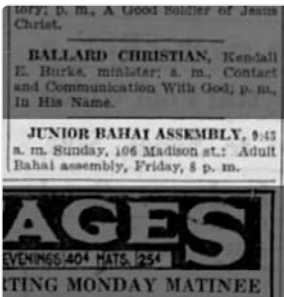 tory; p. m., A Good Soldier of Jesus
Christ.
BALLARD CHRISTIAN, Kendall
E. Burke, minister; a. m., Contact
and Communication With God; p. m.,
In His Name.
JUNIOR BAHAI ASSEMBLY, 9:45
a. m. Sunday, 106 Madison st.: Adult
Bahai assembly, Friday, 8 p. m.
AGES
EVENINGS 40¢ MATS. 25¢
RTING MONDAY MATINEE